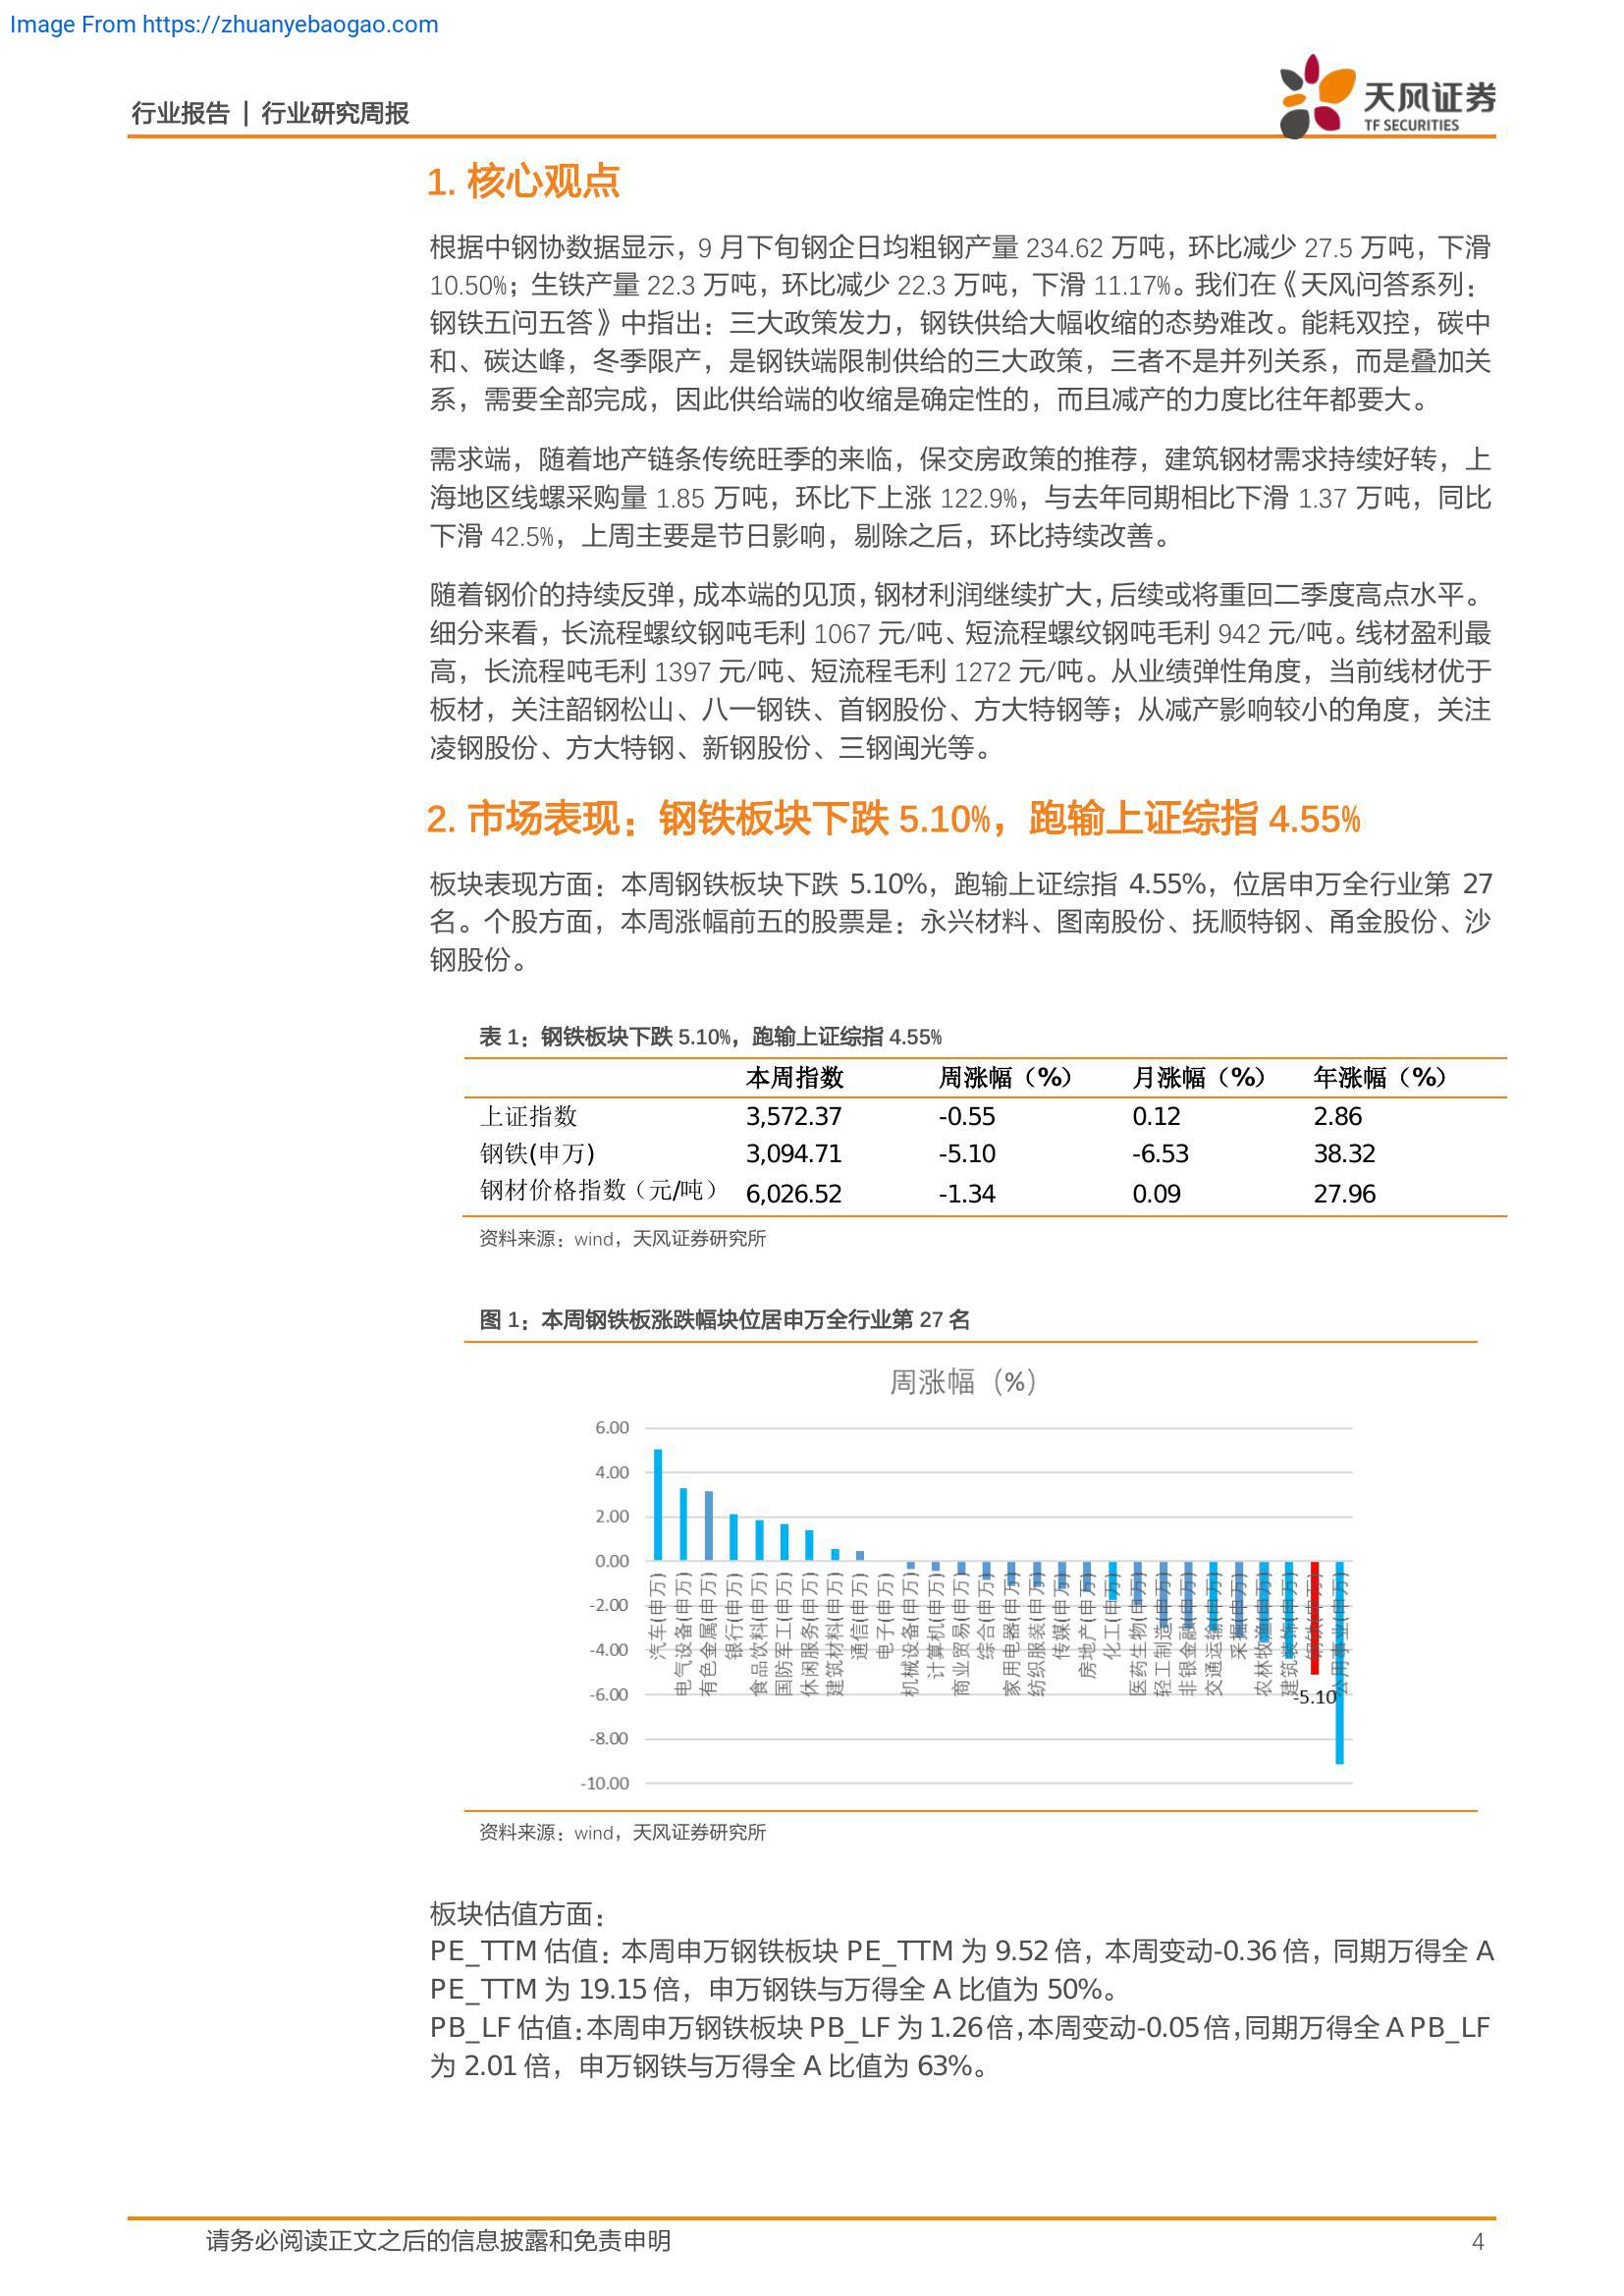 Image From https://zhuanyebaogao.com
行业报告 | 行业研究周报
天风证券
TF SECURITIES
1. 核心观点
根据中钢协数据显示，9 月下旬钢企日均粗钢产量 234.62 万吨，环比减少 27.5 万吨，下滑
10.50%；生铁产量 22.3 万吨，环比减少 22.3 万吨，下滑 11.17%。我们在《天风问答系列：
钢铁五问五答》中指出：三大政策发力，钢铁供给大幅收缩的态势难改。能耗双控，碳中
和、碳达峰，冬季限产，是钢铁端限制供给的三大政策，三者不是并列关系，而是叠加关
系，需要全部完成，因此供给端的收缩是确定性的，而且减产的力度比往年都要大。
需求端，随着地产链条传统旺季的来临，保交房政策的推荐，建筑钢材需求持续好转，上
海地区线螺采购量 1.85 万吨，环比下上涨 122.9%，与去年同期相比下滑 1.37 万吨，同比
下滑 42.5%，上周主要是节日影响，剔除之后，环比持续改善。
随着钢价的持续反弹，成本端的见顶，钢材利润继续扩大，后续或将重回二季度高点水平。
细分来看，长流程螺纹钢吨毛利 1067 元/吨、短流程螺纹钢吨毛利 942 元/吨。线材盈利最
高，长流程吨毛利 1397 元/吨、短流程毛利 1272 元/吨。从业绩弹性角度，当前线材优于
板材，关注韶钢松山、八一钢铁、首钢股份、方大特钢等；从减产影响较小的角度，关注
凌钢股份、方大特钢、新钢股份、三钢闽光等。
2. 市场表现：钢铁板块下跌 5.10%，跑输上证综指 4.55%
板块表现方面：本周钢铁板块下跌 5.10%，跑输上证综指 4.55%，位居申万全行业第 27
名。个股方面，本周涨幅前五的股票是：永兴材料、图南股份、抚顺特钢、甬金股份、沙
钢股份。
表 1：钢铁板块下跌 5.10%，跑输上证综指 4.55%
本周指数 周涨幅（%） 月涨幅（%） 年涨幅（%）
上证指数 3,572.37 -0.55 0.12 2.86
钢铁(申万) 3,094.71 -5.10 -6.53 38.32
钢材价格指数（元/吨） 6,026.52 -1.34 0.09 27.96
资料来源：wind，天风证券研究所
图 1：本周钢铁板涨跌幅块位居申万全行业第 27 名
周涨幅（%）
6.00
4.00
2.00
0.00
-2.00
-4.00
-6.00
-8.00
-10.00
汽车(申万)
电气设备(申万)
有色金属(申万)
银行(申万)
食品饮料(申万)
国防军工(申万)
休闲服务(申万)
建筑材料(申万)
通信(申万)
电子(申万)
机械设备(申万)
计算机(申万)
商业贸易(申万)
综合(申万)
家用电器(申万)
纺织服装(申万)
传媒(申万)
房地产(申万)
化工(申万)
医药生物(申万)
轻工制造(申万)
非银金融(申万)
交通运输(申万)
采掘(申万)
农林牧渔(申万)
建筑装饰(申万)
钢铁(申万)
公用事业(申万)
-5.10
资料来源：wind，天风证券研究所
板块估值方面：
PE_TTM 估值：本周申万钢铁板块 PE_TTM 为 9.52 倍，本周变动-0.36 倍，同期万得全 A
PE_TTM 为 19.15 倍，申万钢铁与万得全 A 比值为 50%。
PB_LF 估值：本周申万钢铁板块 PB_LF 为 1.26 倍，本周变动-0.05 倍，同期万得全 A PB_LF
为 2.01 倍，申万钢铁与万得全 A 比值为 63%。
请务必阅读正文之后的信息披露和免责申明
4